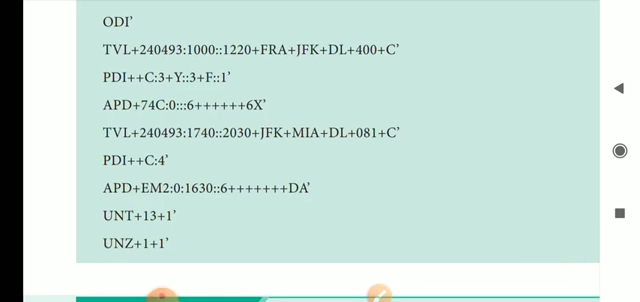 ODI’
TVL+240493:1000::1220+FRA+JFK+DL+400+C’
PDI++C:3+Y::3+F::1’
APD+74C:0:::6++++++6X’
TVL+240493:1740::2030+JFK+MIA+DL+081+C’
PDI++C:4’
APD+EM2:0:1630::6+++++++DA’
UNT+13+1’
UNZ+1+1’